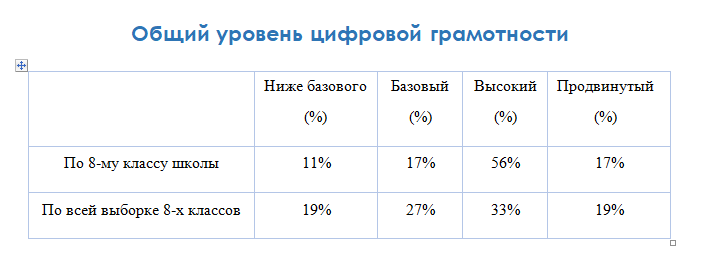 Общий уровень цифровой грамотности
Ниже базового (%) Базовый (%) Высокий (%) Продвинутый (%)
По 8-му классу школы 11% 17% 56% 17%
По всей выборке 8-х классов 19% 27% 33% 19%